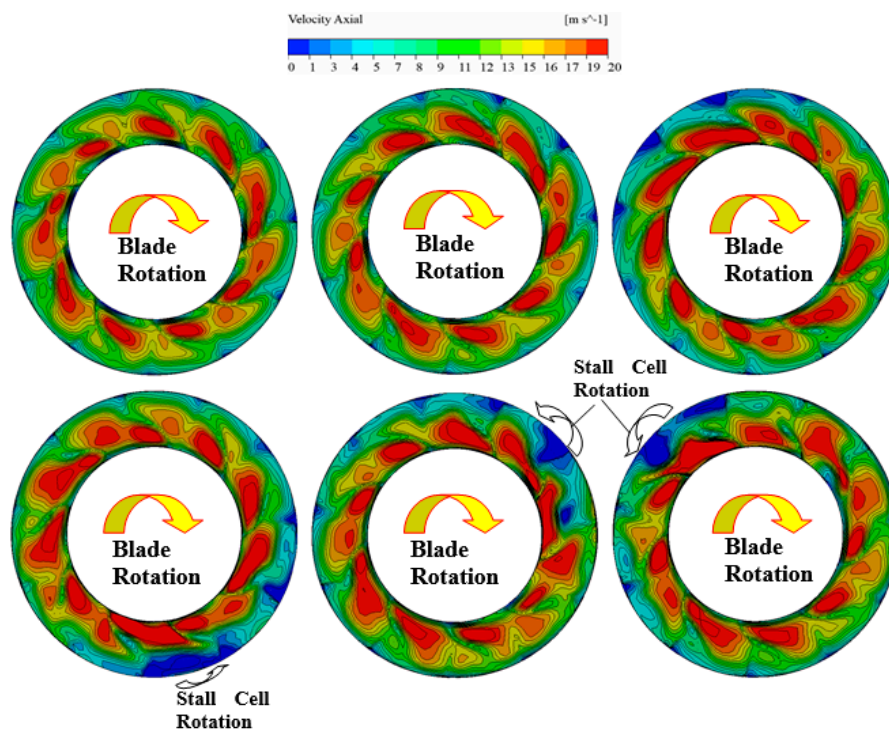 Velocity Axial [m s^-1]
0 1 3 4 5 7 8 9 11 12 13 15 16 17 19 20
Blade
Rotation
Blade
Rotation
Blade
Rotation
Stall Cell
Rotation
Blade
Rotation
Blade
Rotation
Blade
Rotation
Stall Cell
Rotation